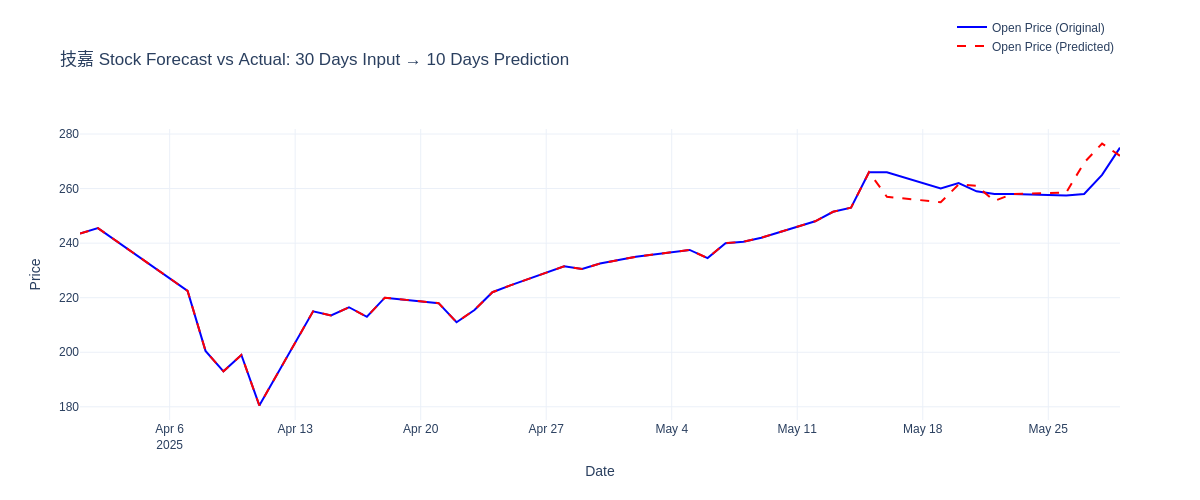 Open Price (Original)
Open Price (Predicted)
技嘉 Stock Forecast vs Actual: 30 Days Input → 10 Days Prediction
280
260
240
220
200
180
Price
Apr 6
2025
Apr 13
Apr 20
Apr 27
May 4
May 11
May 18
May 25
Date